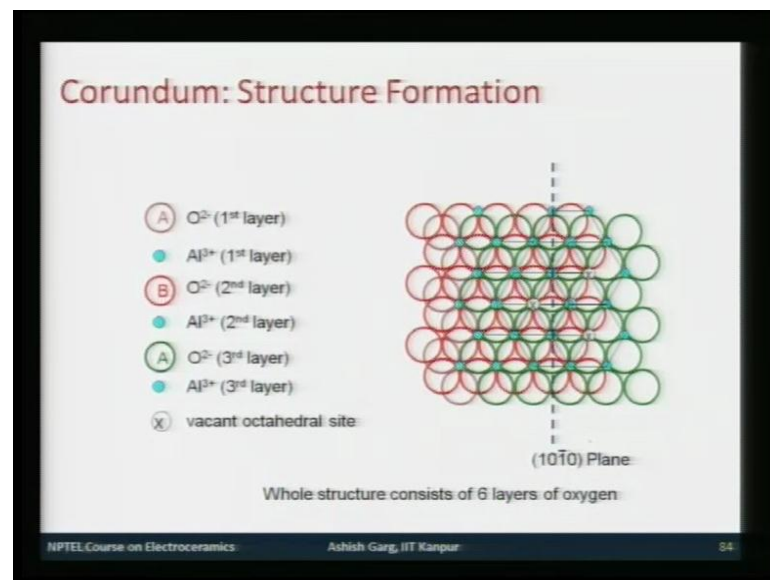 Corundum: Structure Formation
A O²⁻ (1ˢᵗ layer)
Al³⁺ (1ˢᵗ layer)
B O²⁻ (2ⁿᵈ layer)
Al³⁺ (2ⁿᵈ layer)
A O²⁻ (3ʳᵈ layer)
Al³⁺ (3ʳᵈ layer)
x vacant octahedral site
(101̅0) Plane
Whole structure consists of 6 layers of oxygen
NPTEL Course on Electroceramics Ashish Garg, IIT Kanpur 84